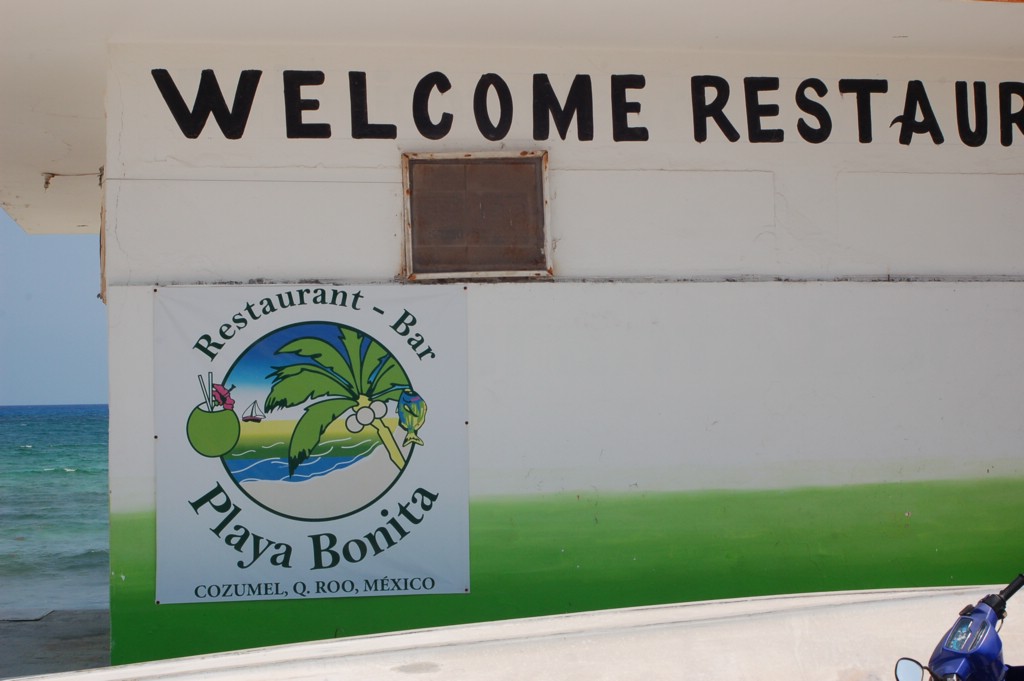 WELCOME RESTAUR
Restaurant - Bar
Playa Bonita
COZUMEL, Q. ROO, MÉXICO